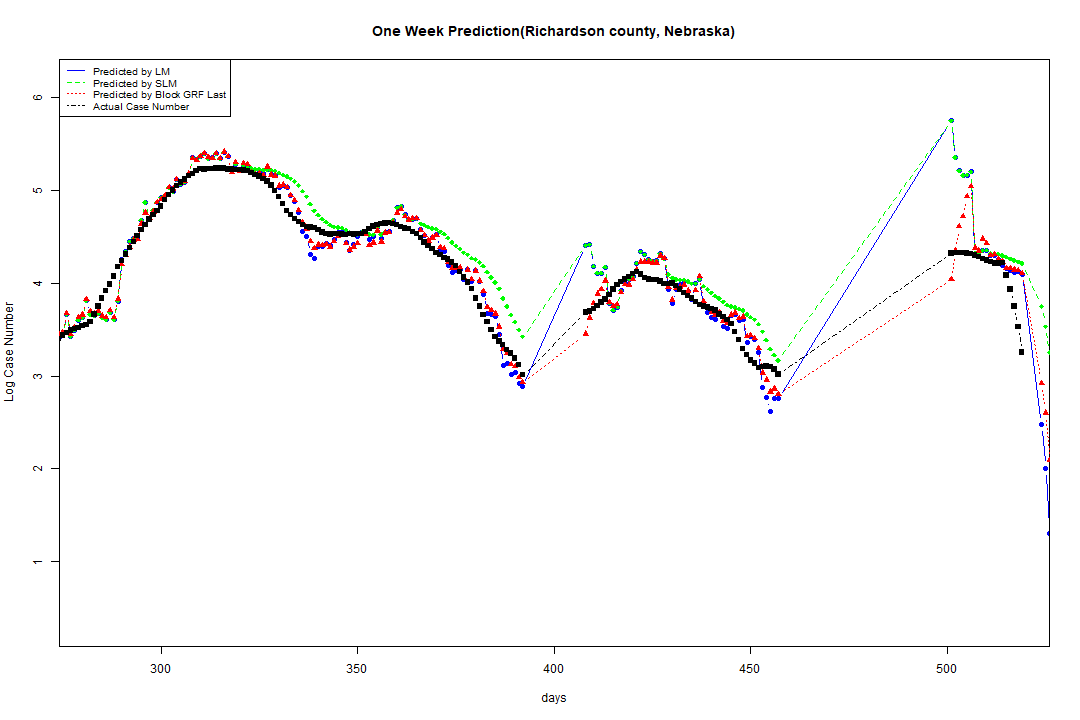 One Week Prediction(Richardson county, Nebraska)
Predicted by LM
Predicted by SLM
Predicted by Block GRF Last
Actual Case Number
6
5
4
3
2
1
Log Case Number
300 350 400 450 500
days